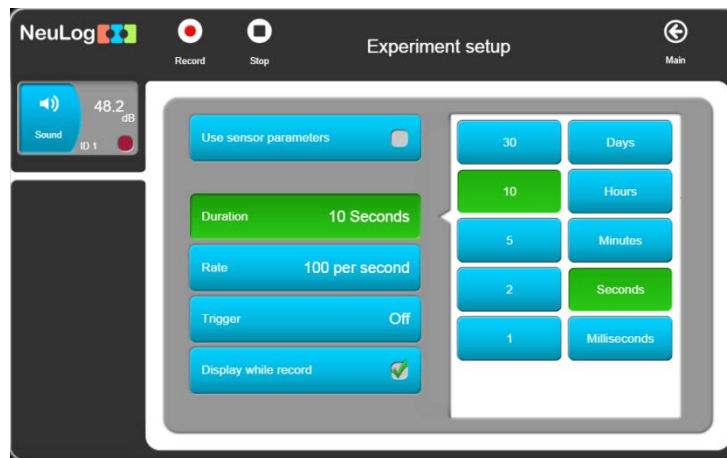 NeuLog
Record
Stop
Experiment setup
Main
48.2
dB
Sound
ID 1
Use sensor parameters
Duration 10 Seconds
Rate 100 per second
Trigger Off
Display while record
30 Days
10 Hours
5 Minutes
2 Seconds
1 Milliseconds